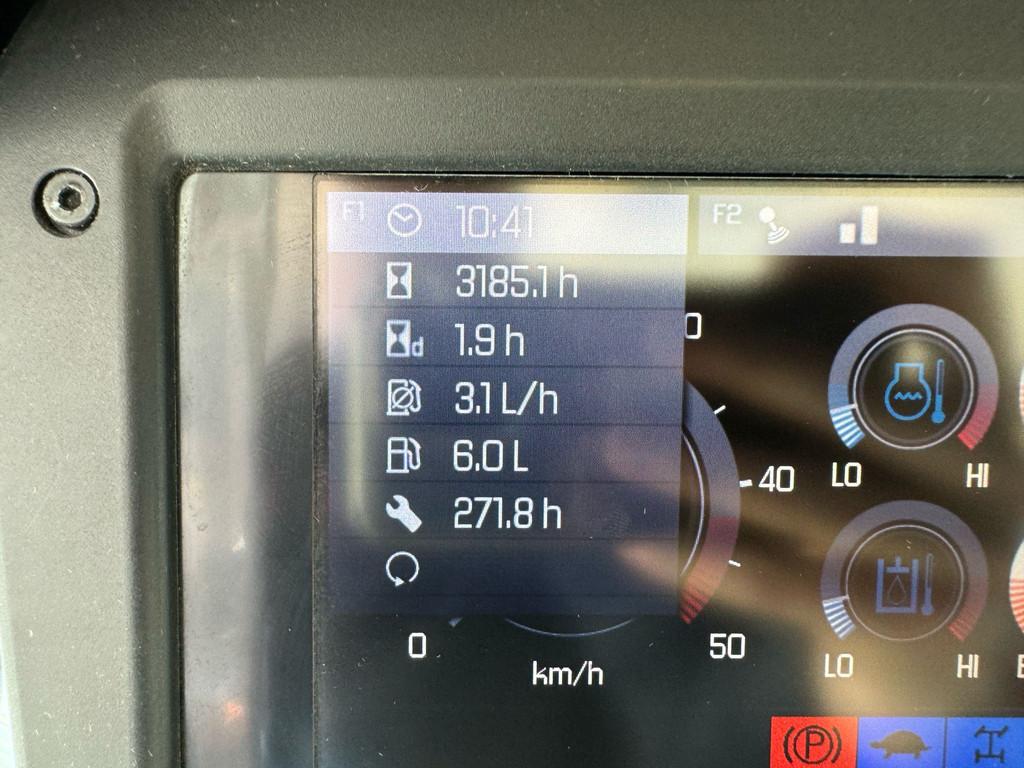 F1 10:41
F2
3185.1 h
1.9 h
d
3.1 L/h
6.0 L
271.8 h
0
40
50
0
km/h
LO HI
LO HI
P